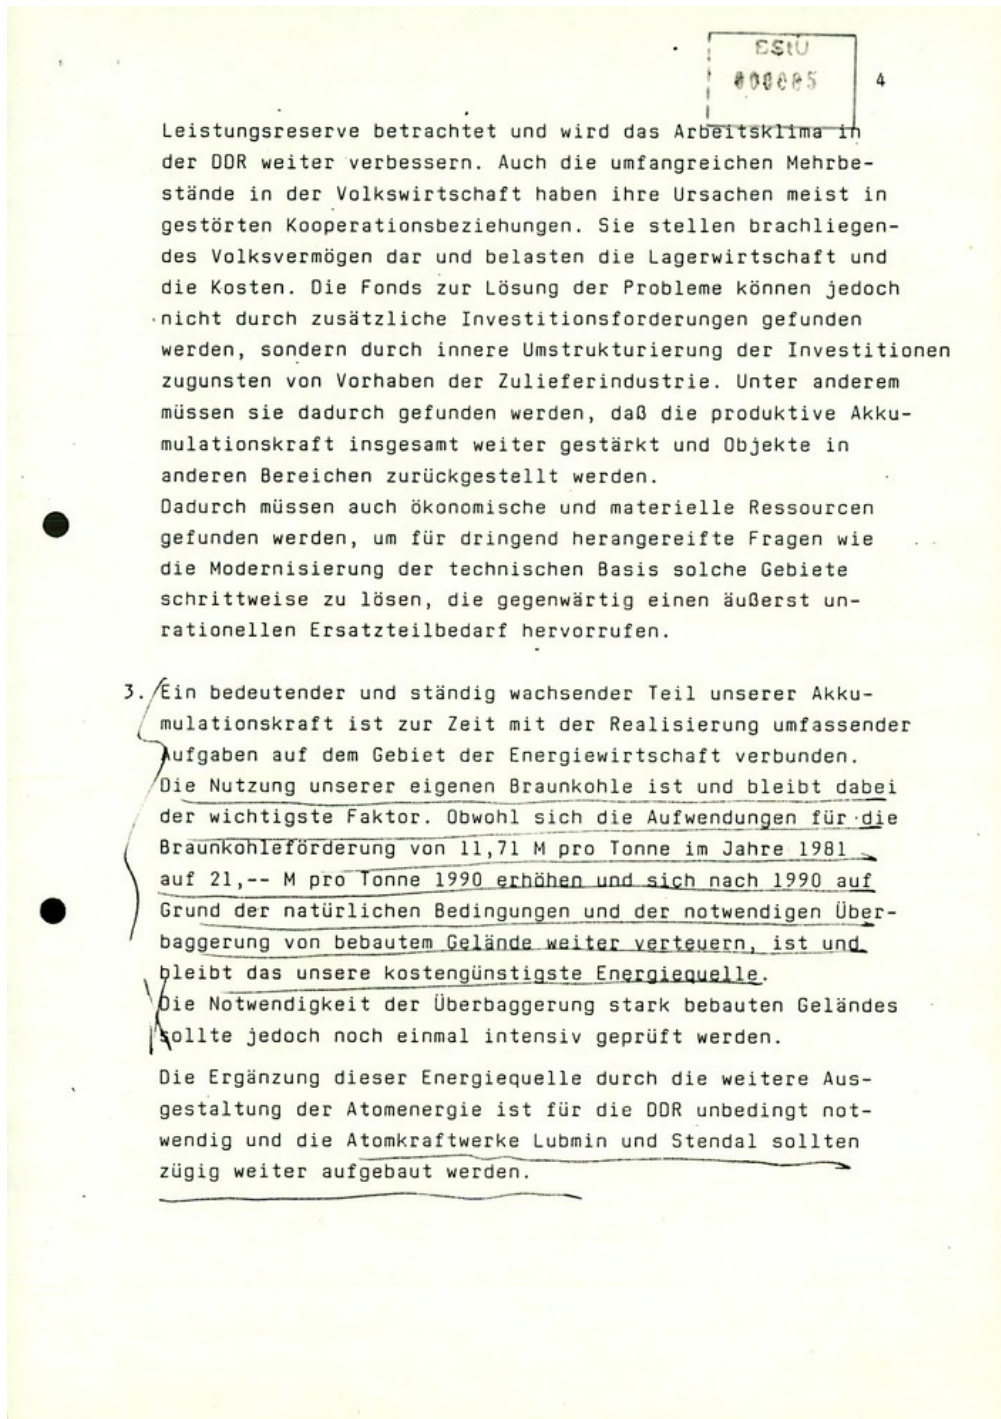 BStU
000085
4
Leistungsreserve betrachtet und wird das Arbeitsklima in
der DDR weiter verbessern. Auch die umfangreichen Mehrbe-
stände in der Volkswirtschaft haben ihre Ursachen meist in
gestörten Kooperationsbeziehungen. Sie stellen brachliegen-
des Volksvermögen dar und belasten die Lagerwirtschaft und
die Kosten. Die Fonds zur Lösung der Probleme können jedoch
nicht durch zusätzliche Investitionsforderungen gefunden
werden, sondern durch innere Umstrukturierung der Investitionen
zugunsten von Vorhaben der Zulieferindustrie. Unter anderem
müssen sie dadurch gefunden werden, daß die produktive Akku-
mulationskraft insgesamt weiter gestärkt und Objekte in
anderen Bereichen zurückgestellt werden.
Dadurch müssen auch ökonomische und materielle Ressourcen
gefunden werden, um für dringend herangereifte Fragen wie
die Modernisierung der technischen Basis solche Gebiete
schrittweise zu lösen, die gegenwärtig einen äußerst un-
rationellen Ersatzteilbedarf hervorrufen.
3. Ein bedeutender und ständig wachsender Teil unserer Akku-
mulationskraft ist zur Zeit mit der Realisierung umfassender
Aufgaben auf dem Gebiet der Energiewirtschaft verbunden.
Die Nutzung unserer eigenen Braunkohle ist und bleibt dabei
der wichtigste Faktor. Obwohl sich die Aufwendungen für die
Braunkohleförderung von 11,71 M pro Tonne im Jahre 1981
auf 21,-- M pro Tonne 1990 erhöhen und sich nach 1990 auf
Grund der natürlichen Bedingungen und der notwendigen Über-
baggerung von bebautem Gelände weiter verteuern, ist und
bleibt das unsere kostengünstigste Energiequelle.
Die Notwendigkeit der Überbaggerung stark bebauten Geländes
sollte jedoch noch einmal intensiv geprüft werden.
Die Ergänzung dieser Energiequelle durch die weitere Aus-
gestaltung der Atomenergie ist für die DDR unbedingt not-
wendig und die Atomkraftwerke Lubmin und Stendal sollten
zügig weiter aufgebaut werden.